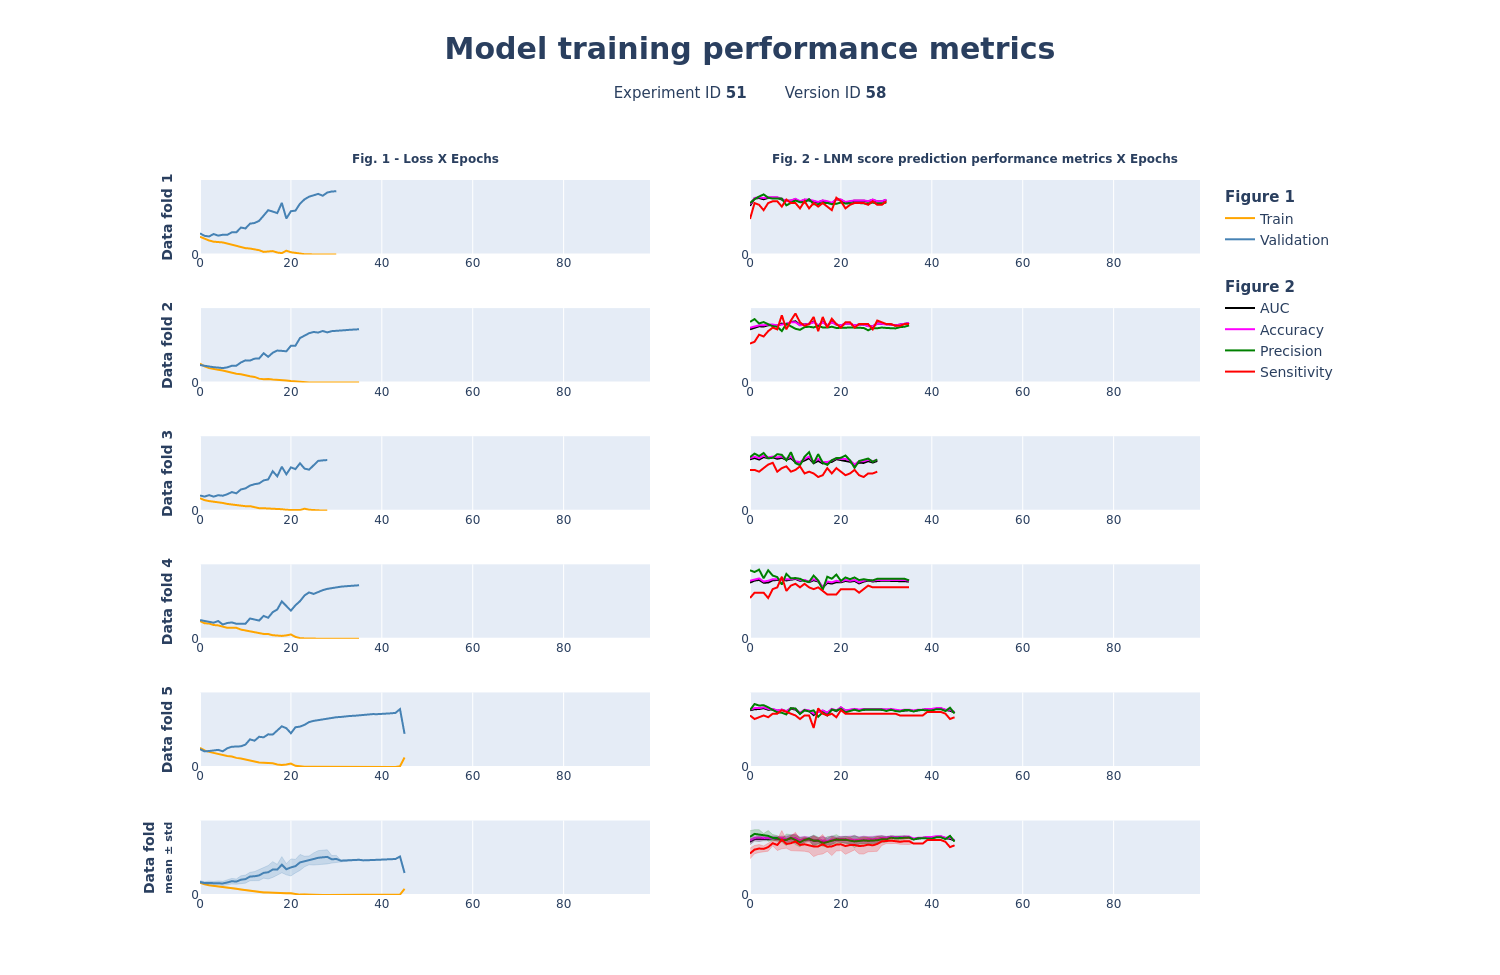 Model training performance metrics
Experiment ID 51 Version ID 58
Fig. 1 - Loss X Epochs
Fig. 2 - LNM score prediction performance metrics X Epochs
Data fold 1
0
0 20 40 60 80
0
0 20 40 60 80
Figure 1
Train
Validation
Figure 2
AUC
Accuracy
Precision
Sensitivity
Data fold 2
0
0 20 40 60 80
0
0 20 40 60 80
Data fold 3
0
0 20 40 60 80
0
0 20 40 60 80
Data fold 4
0
0 20 40 60 80
0
0 20 40 60 80
Data fold 5
0
0 20 40 60 80
0
0 20 40 60 80
Data fold
mean ± std
0
0 20 40 60 80
0
0 20 40 60 80